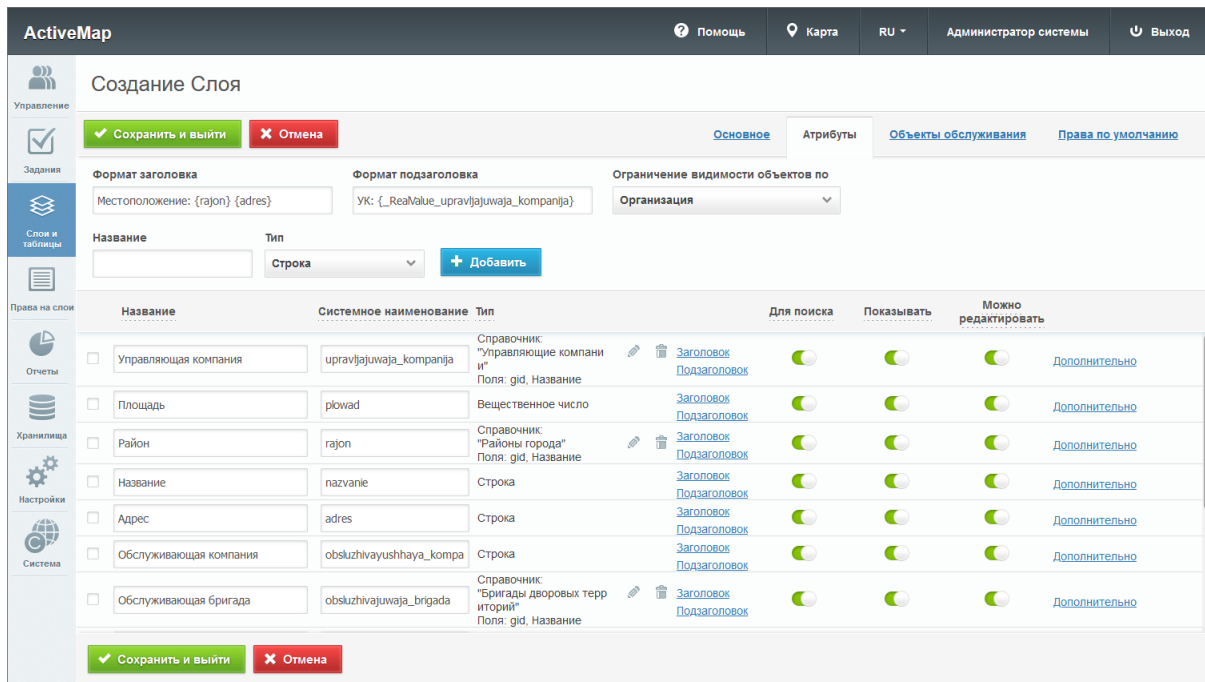 ActiveMap
Помощь
Карта
RU
Администратор системы
Выход
Управление
Задания
Слои и
таблицы
Права на слои
Отчеты
Хранилища
Настройки
Система
Создание Слоя
Сохранить и выйти
Отмена
Основное
Атрибуты
Объекты обслуживания
Права по умолчанию
Формат заголовка
Формат подзаголовка
Ограничение видимости объектов по
Местоположение: {rajon} {adres}
УК: {_RealValue_upravljajuwaja_kompanija}
Организация
Название
Тип
Строка
Добавить
Название
Системное наименование
Тип
Для поиска
Показывать
Можно
редактировать
Управляющая компания
upravljajuwaja_kompanija
Справочник:
"Управляющие компани
и"
Поля: gid, Название
Заголовок
Подзаголовок
Дополнительно
Площадь
plowad
Вещественное число
Заголовок
Подзаголовок
Дополнительно
Район
rajon
Справочник:
"Районы города"
Поля: gid, Название
Заголовок
Подзаголовок
Дополнительно
Название
nazvanie
Строка
Заголовок
Подзаголовок
Дополнительно
Адрес
adres
Строка
Заголовок
Подзаголовок
Дополнительно
Обслуживающая компания
obsluzhivayushhaya_kompa
Строка
Заголовок
Подзаголовок
Дополнительно
Обслуживающая бригада
obsluzhivajuwaja_brigada
Справочник:
"Бригады дворовых терр
иторий"
Поля: gid, Название
Заголовок
Подзаголовок
Дополнительно
Сохранить и выйти
Отмена